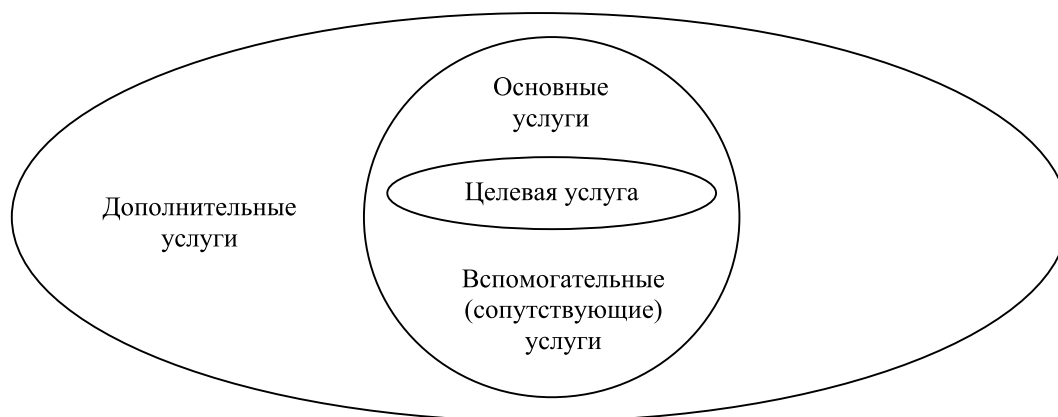 Основные
услуги
Целевая услуга
Дополнительные
услуги
Вспомогательные
(сопутствующие)
услуги